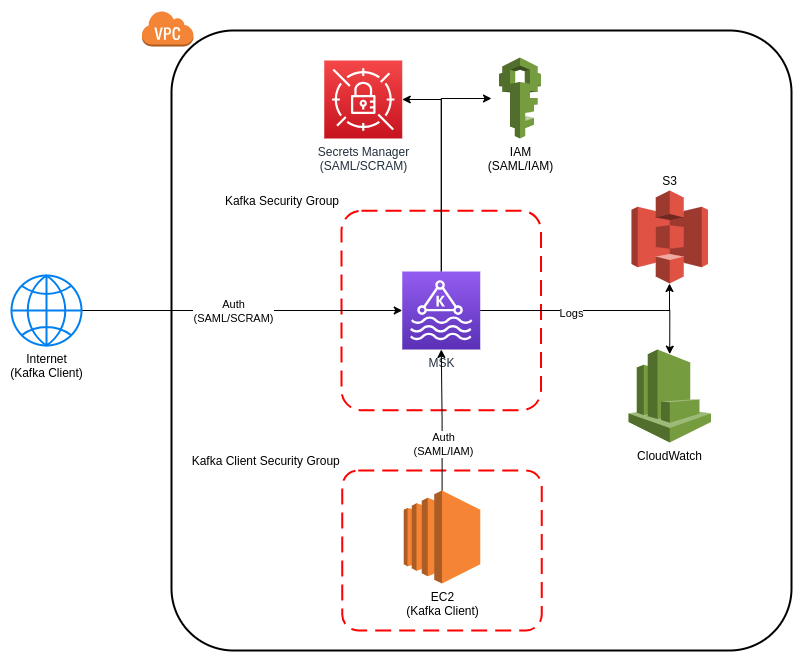 VPC
Secrets Manager
(SAML/SCRAM)
IAM
(SAML/IAM)
S3
Kafka Security Group
Auth
(SAML/SCRAM)
K
Logs
Internet
(Kafka Client)
MSK
Auth
(SAML/IAM)
CloudWatch
Kafka Client Security Group
EC2
(Kafka Client)